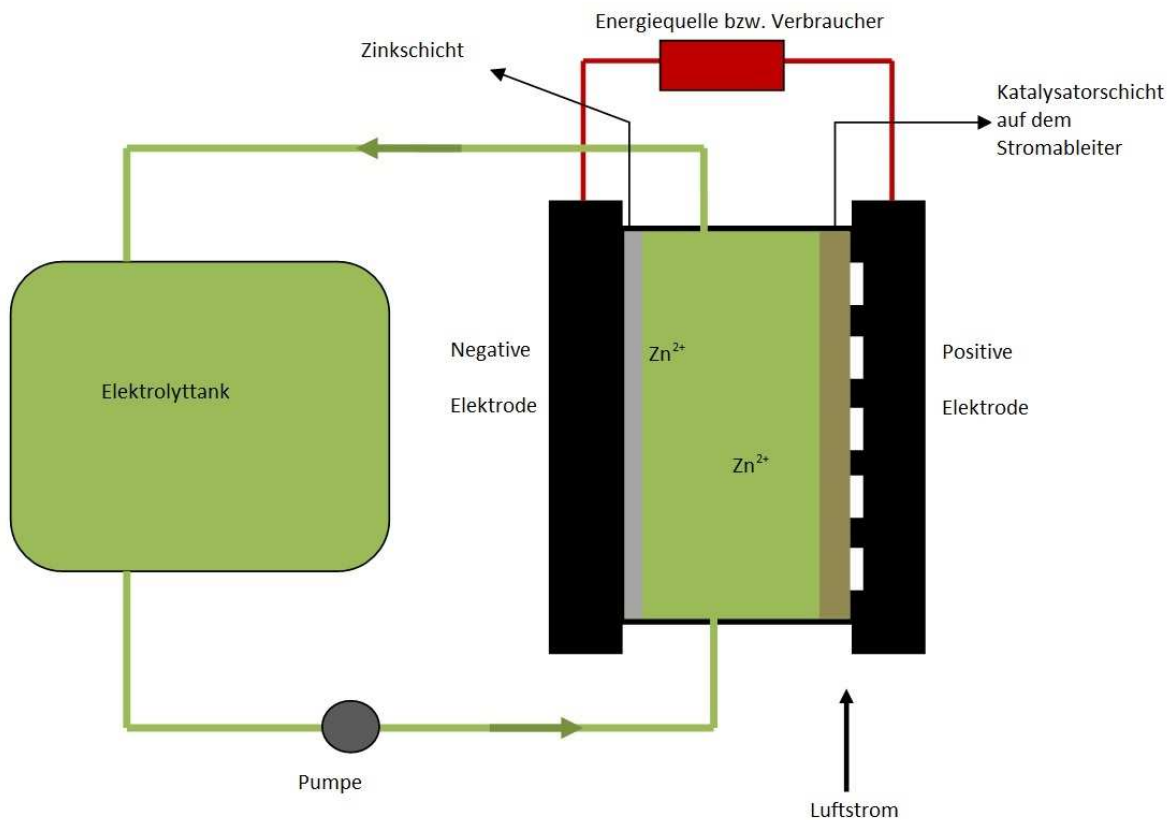 Energiequelle bzw. Verbraucher
Zinkschicht
Katalysatorschicht
auf dem
Stromableiter
Negative
Elektrode
Zn²⁺
Positive
Elektrode
Elektrolyttank
Zn²⁺
Pumpe
Luftstrom